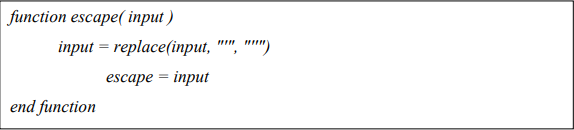 function escape( input )
input = replace(input, "'", "''")
escape = input
end function